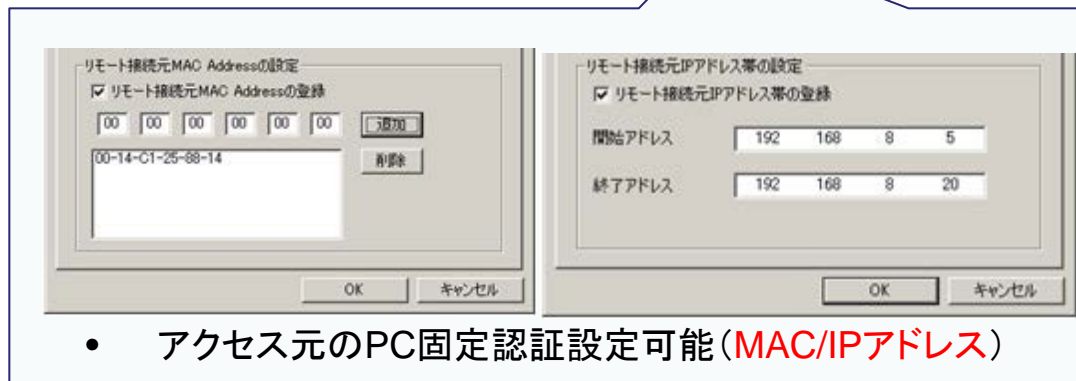 リモート接続元MAC Addressの設定
リモート接続元MAC Addressの登録
00 00 00 00 00 00 追加
00-14-C1-25-88-14 削除
OK キャンセル
リモート接続元IPアドレス帯の設定
リモート接続元IPアドレス帯の登録
開始アドレス 192 168 8 5
終了アドレス 192 168 8 20
OK キャンセル
• アクセス元のPC固定認証設定可能（MAC/IPアドレス）